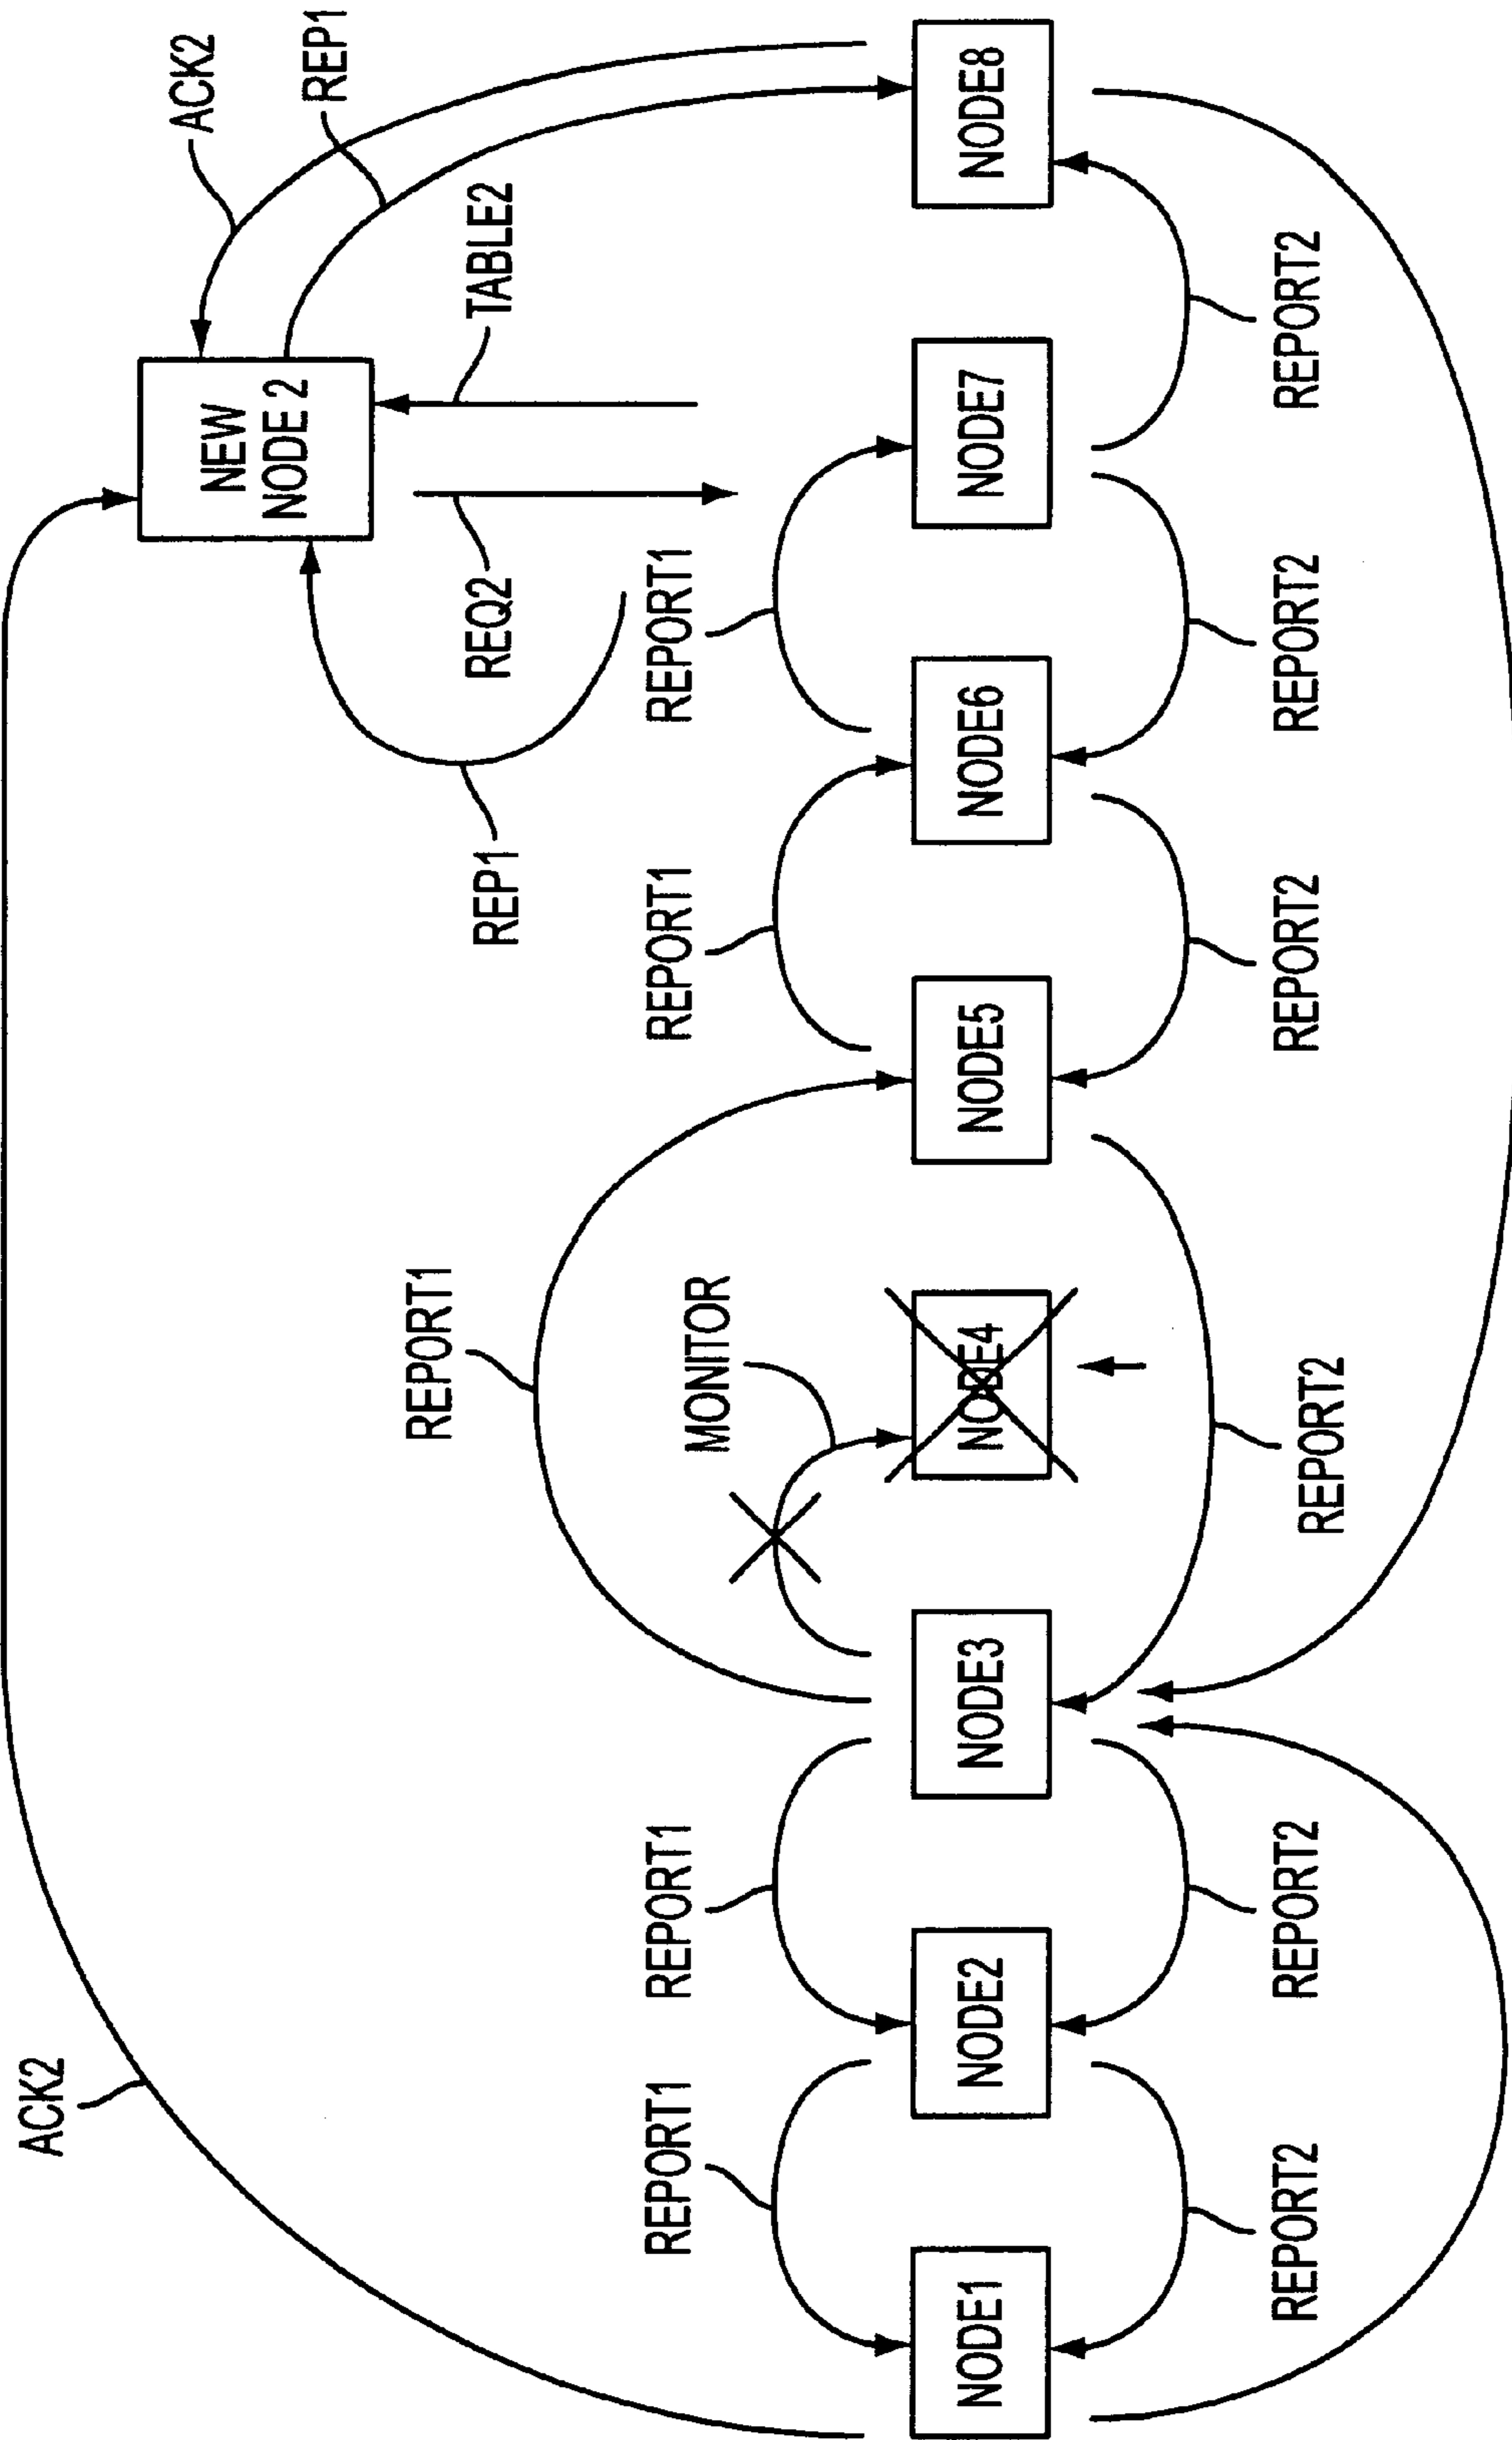 ACK2
ACK2
REP1
NEW
NODE 2
TABLE2
REQ2
REP1
REPORT1
REPORT1
REPORT1
REPORT1
REPORT1
MONITOR
NODE1
NODE2
NODE3
NODE4
NODE5
NODE6
NODE7
NODE8
REPORT2
REPORT2
REPORT2
REPORT2
REPORT2
REPORT2